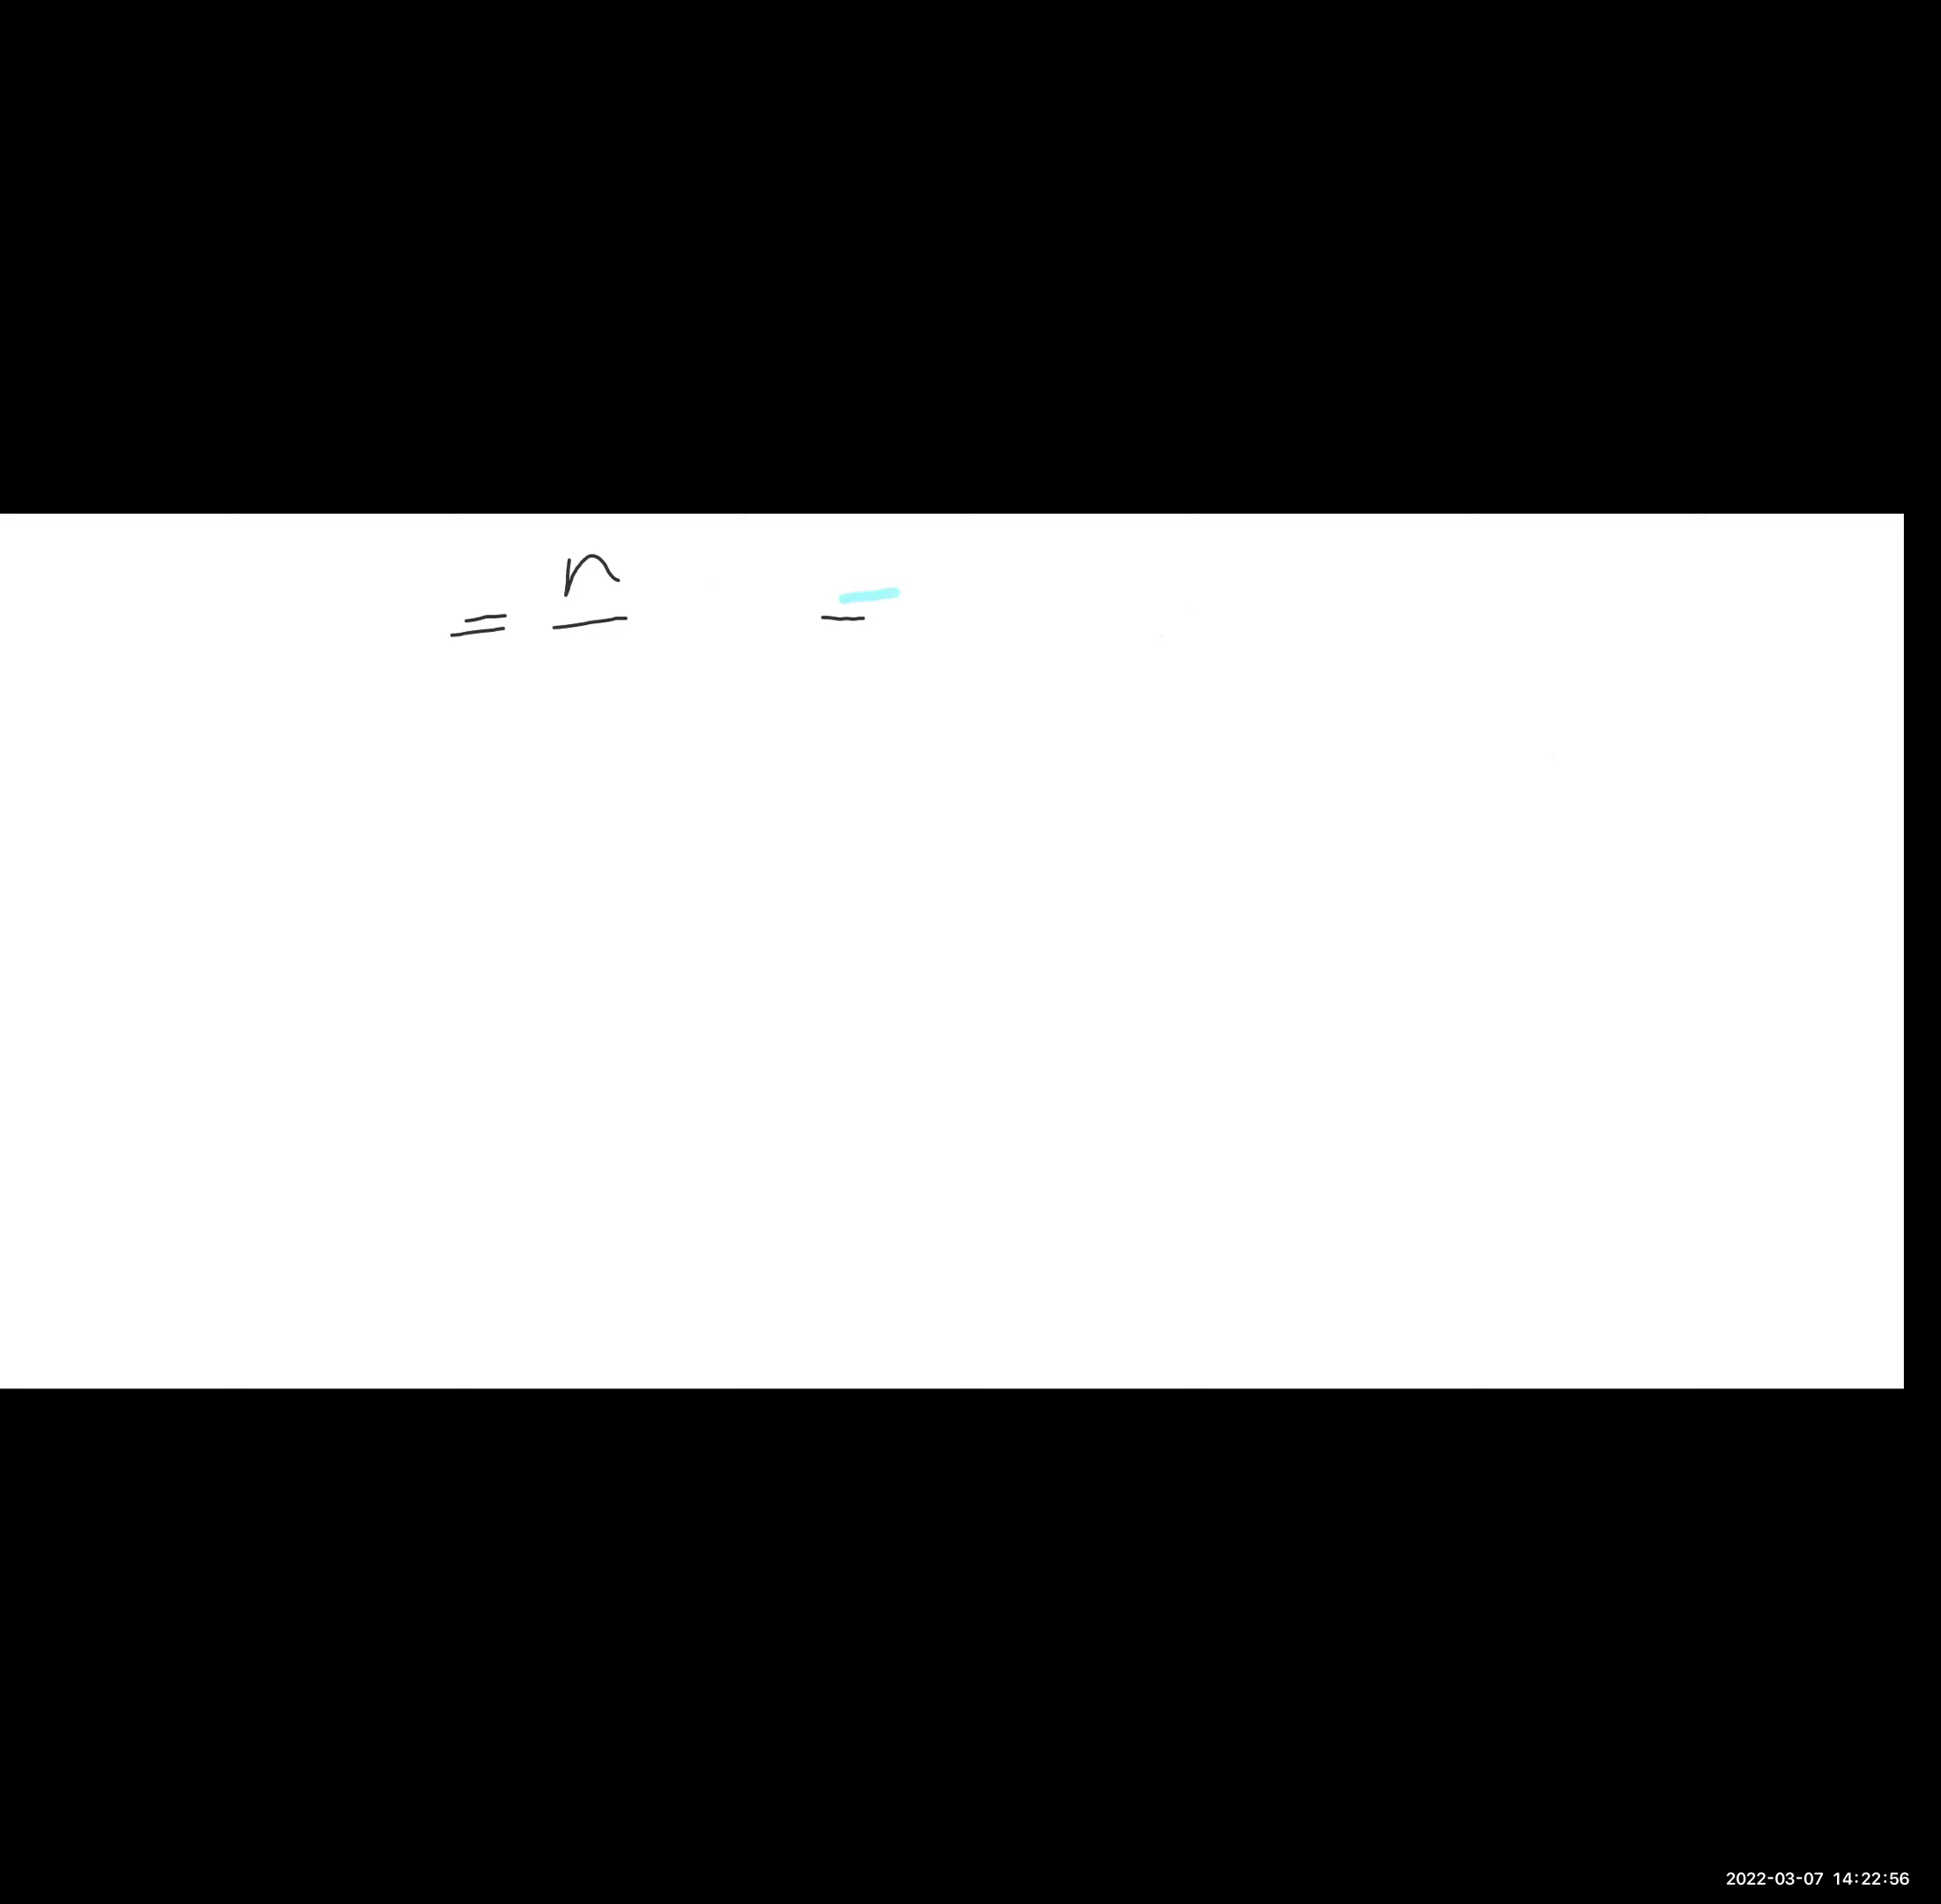 = n
—
-
2022-03-07 14:22:56